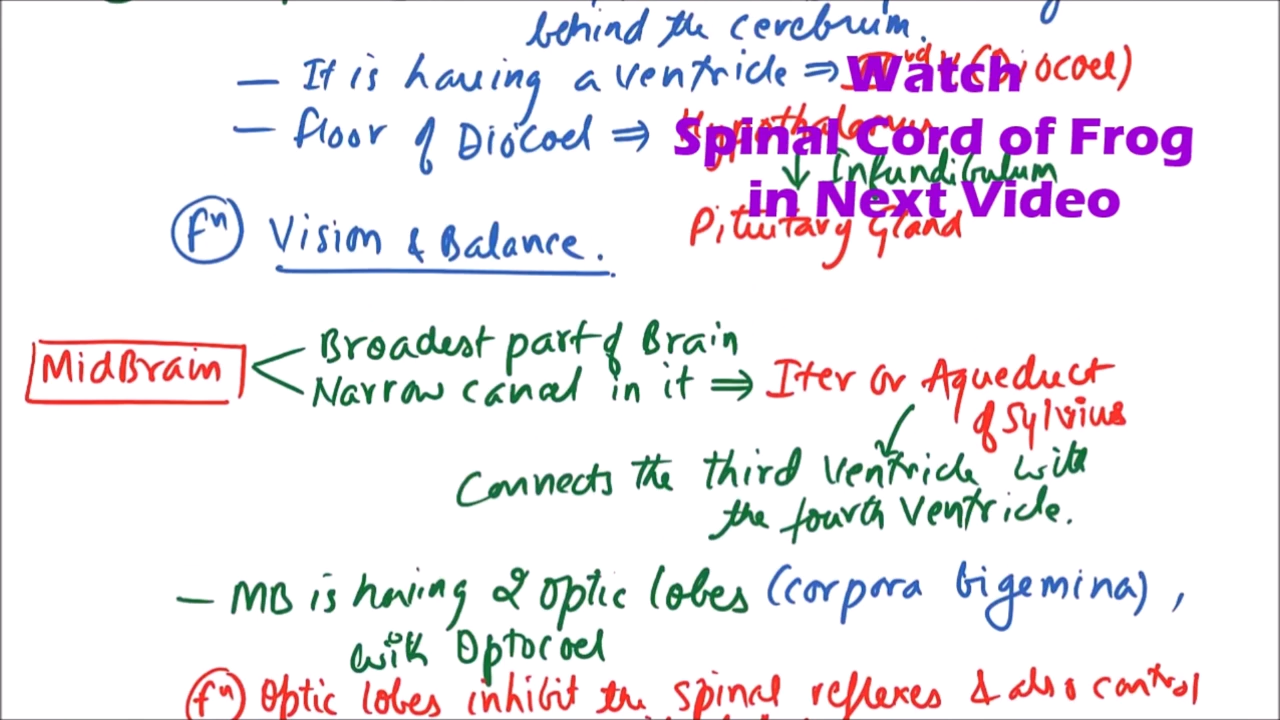 behind the cerebrum.
— It is having a ventricle ⇒ (Diocoel)
Watch
— floor of Diocoel ⇒ Hypothalamus
Spinal Cord of Frog
↓ Infundibulum
in Next Video
Pituitary Gland
fn Vision & Balance.
MidBrain
Broadest part of Brain
Narrow canal in it ⇒ Iter or Aqueduct
of Sylvius
Connects the third ventricle with
the fourth ventricle.
— MB is having 2 optic lobes (corpora bigemina),
with Optocoel
fn Optic lobes inhibit the spinal reflexes & also control